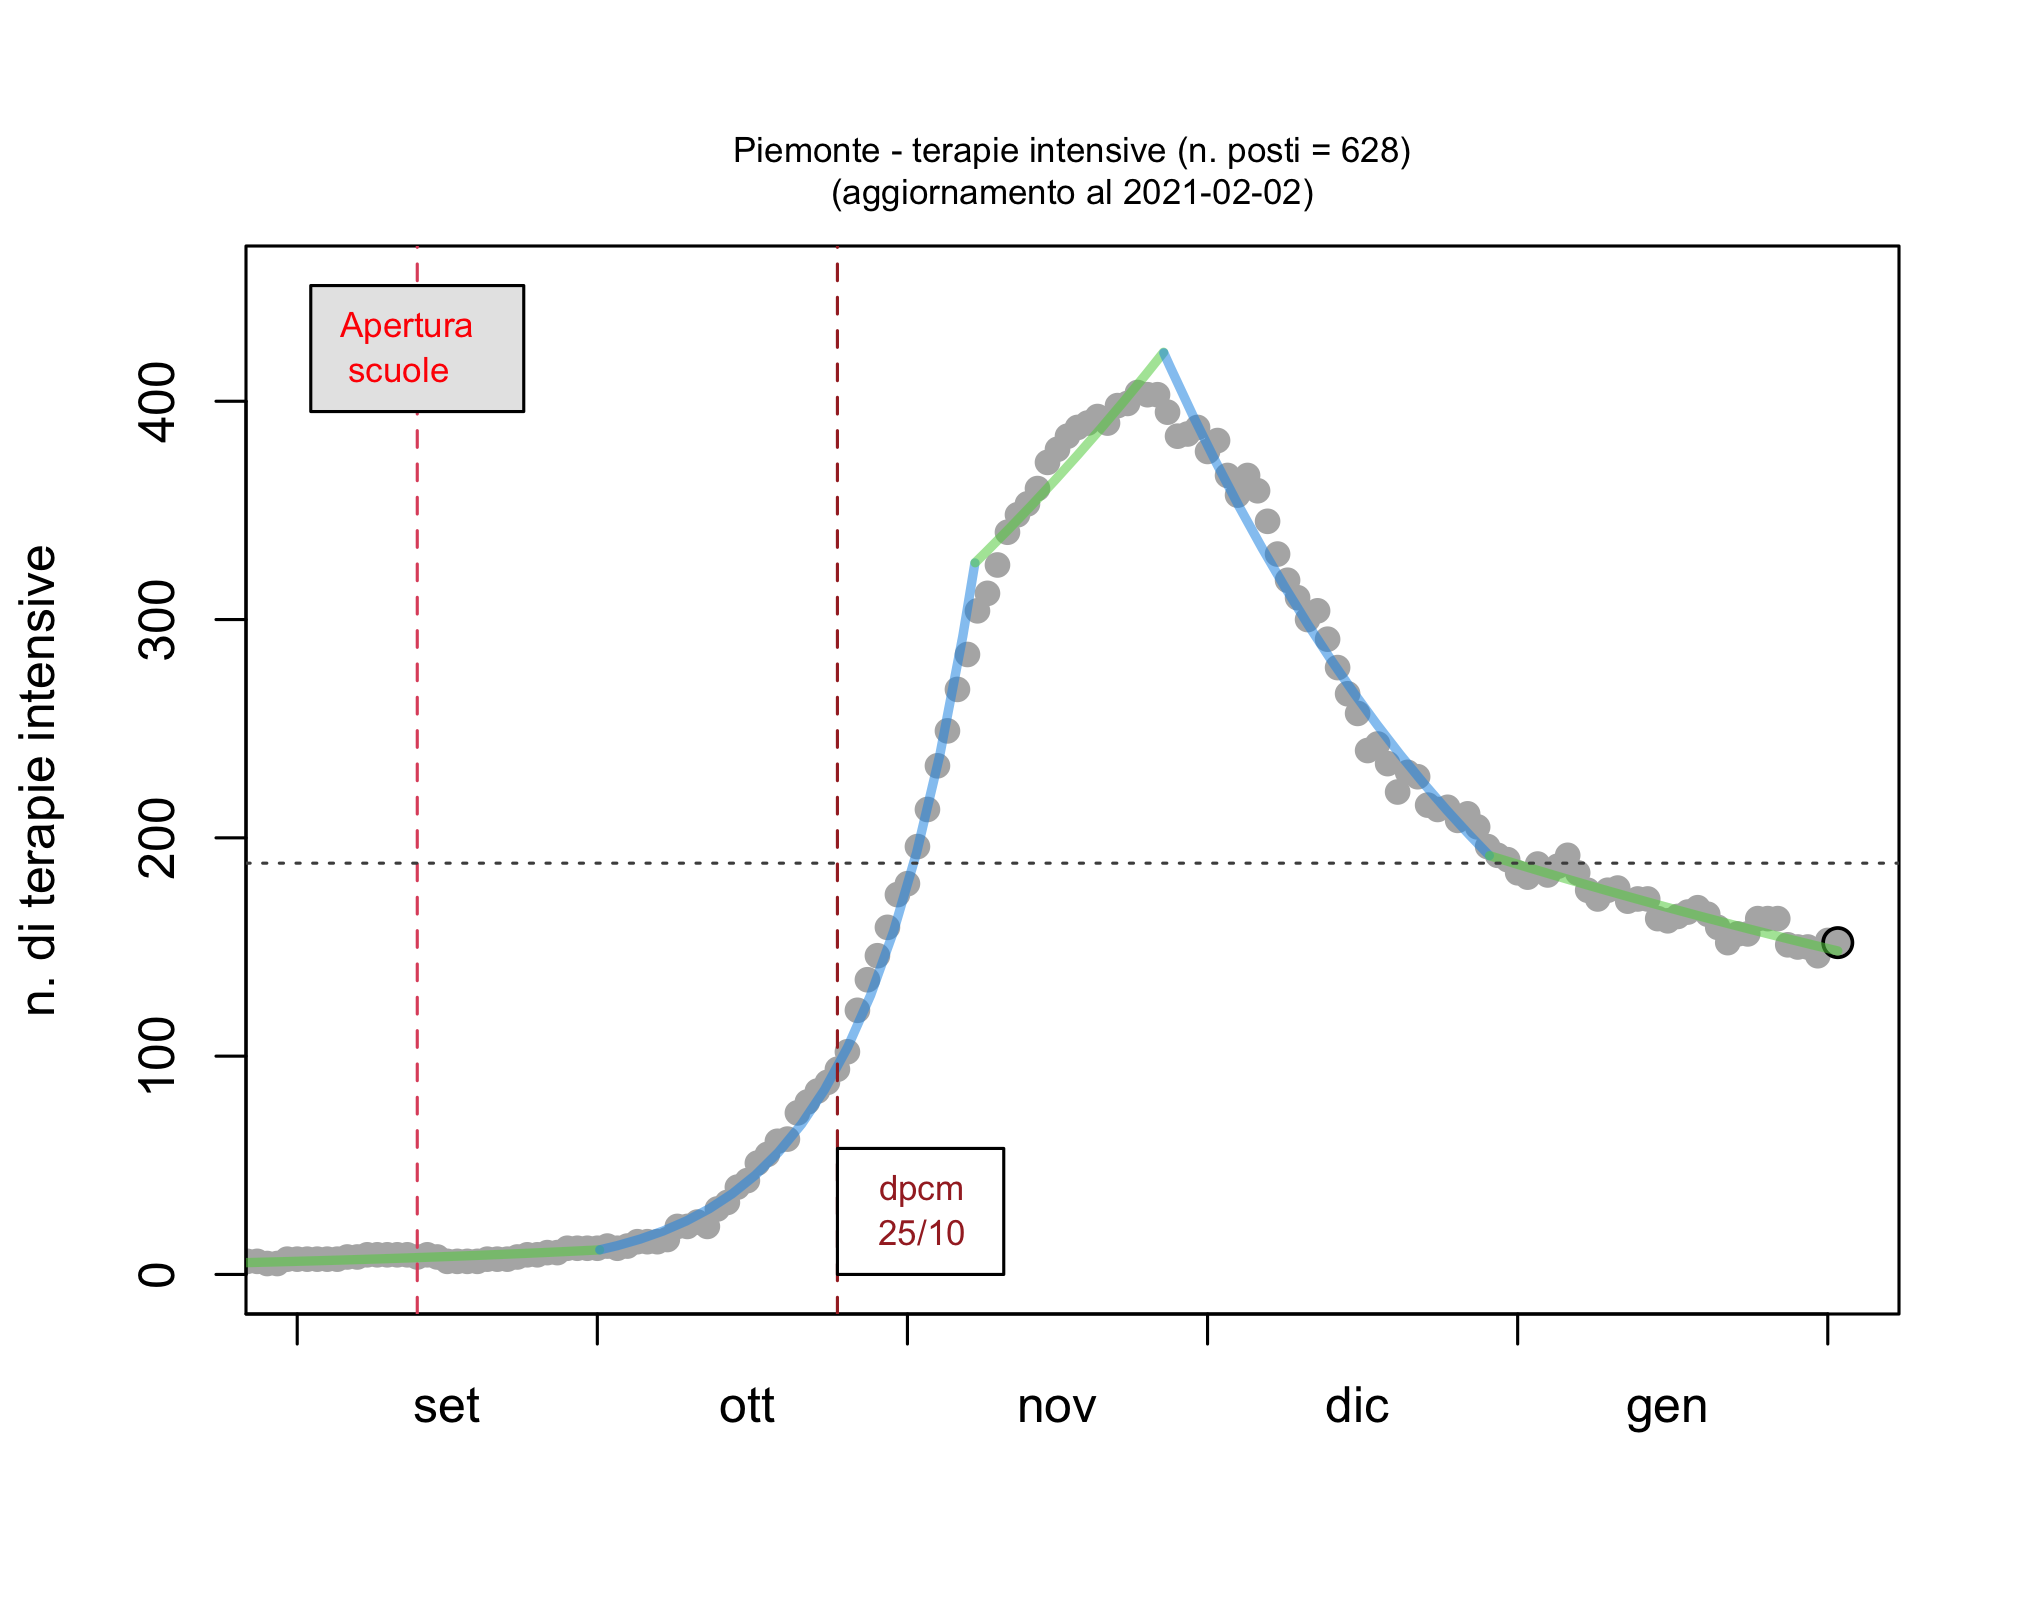 Piemonte - terapie intensive (n. posti = 628)
(aggiornamento al 2021-02-02)
Apertura
scuole
n. di terapie intensive
400
300
200
100
0
dpcm
25/10
set
ott
nov
dic
gen